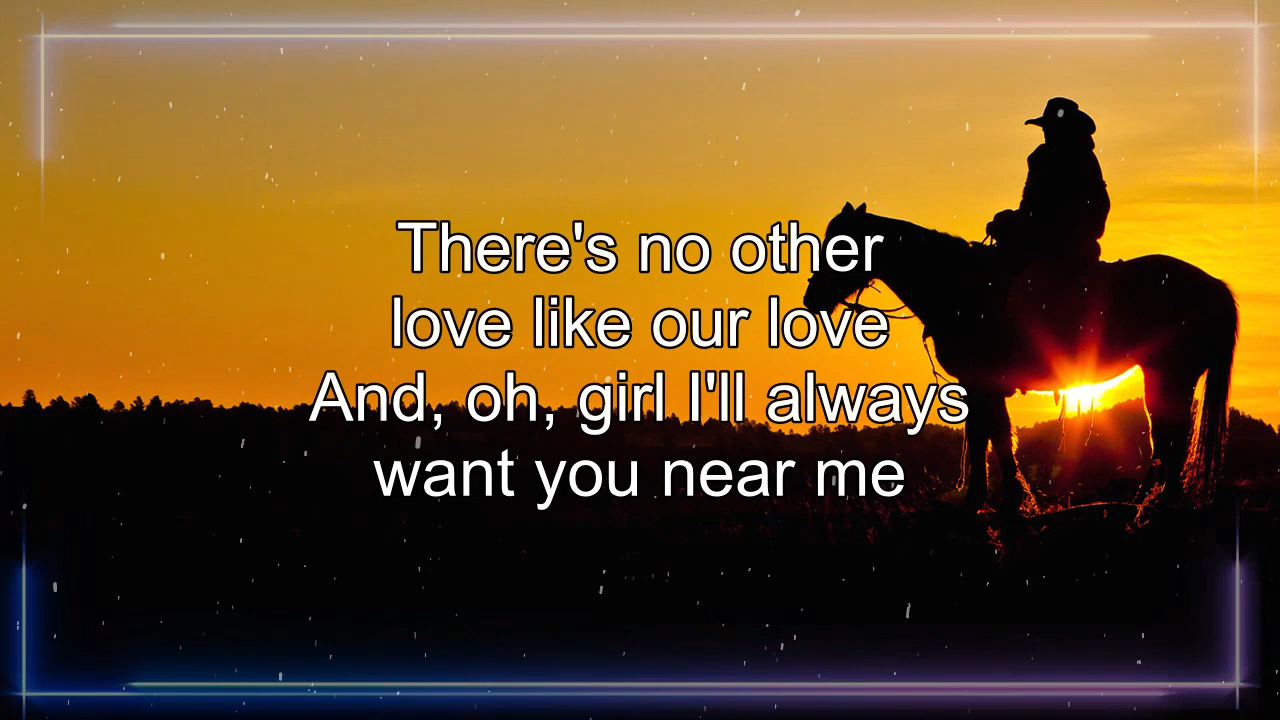 There's no other
love like our love
And, oh, girl I'll always
want you near me